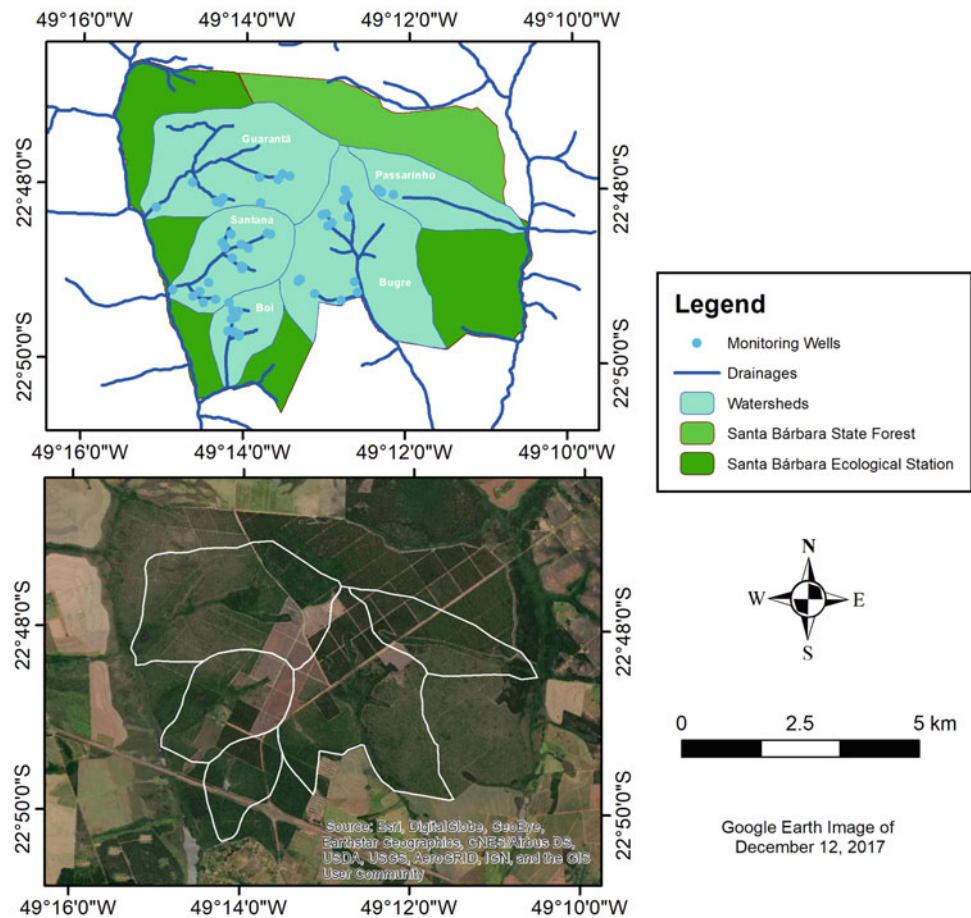 49°16'0"W 49°14'0"W 49°12'0"W 49°10'0"W
22°48'0"S
22°50'0"S
Guarantã
Passarinho
Santana
Bugre
Boi
22°48'0"S
22°50'0"S
49°16'0"W 49°14'0"W 49°12'0"W 49°10'0"W
22°48'0"S
22°50'0"S
Source: Esri, DigitalGlobe, GeoEye,
Earthstar Geographics, CNES/Airbus DS,
USDA, USGS, AeroGRID, IGN, and the GIS
User Community
22°48'0"S
22°50'0"S
49°16'0"W 49°14'0"W 49°12'0"W 49°10'0"W
Legend
Monitoring Wells
Drainages
Watersheds
Santa Bárbara State Forest
Santa Bárbara Ecological Station
N
W E
S
0 2.5 5 km
Google Earth Image of
December 12, 2017